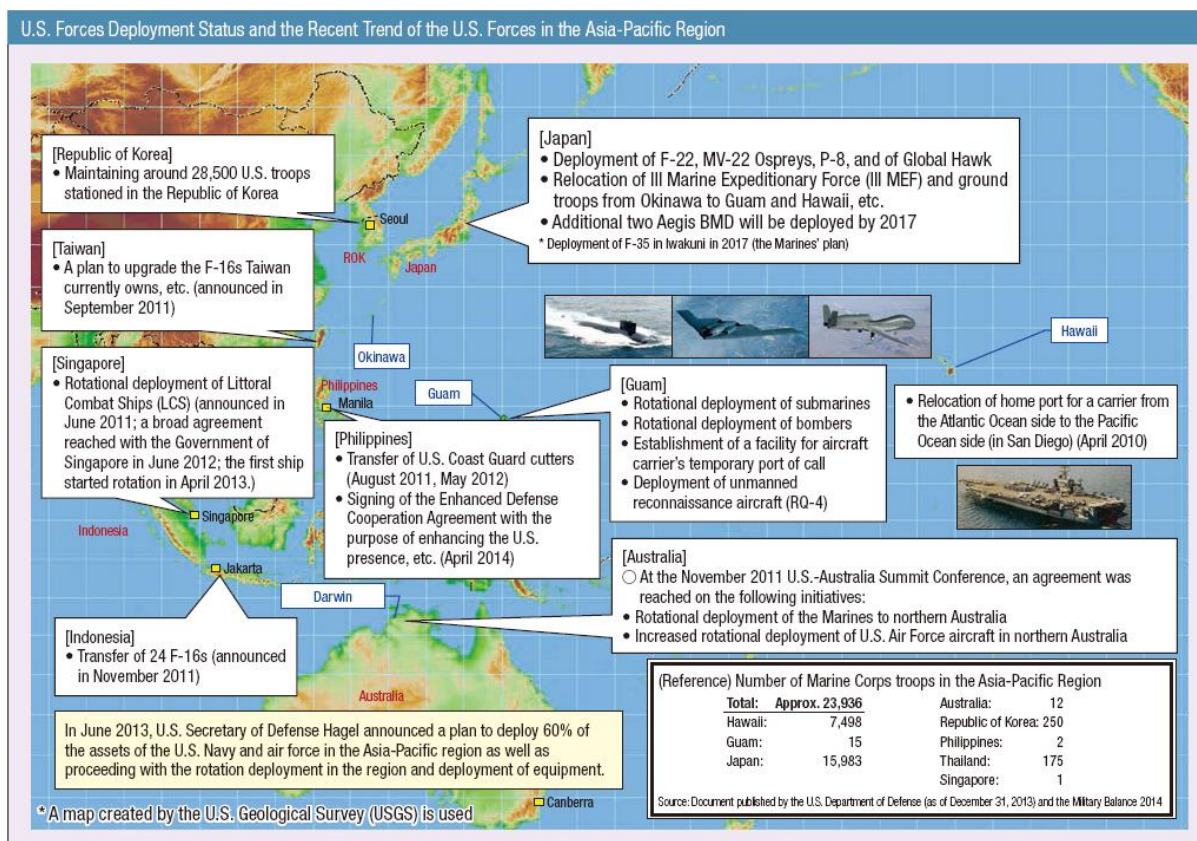 U.S. Forces Deployment Status and the Recent Trend of the U.S. Forces in the Asia-Pacific Region
[Republic of Korea]
• Maintaining around 28,500 U.S. troops
stationed in the Republic of Korea
[Japan]
• Deployment of F-22, MV-22 Ospreys, P-8, and of Global Hawk
• Relocation of III Marine Expeditionary Force (III MEF) and ground
troops from Okinawa to Guam and Hawaii, etc.
• Additional two Aegis BMD will be deployed by 2017
* Deployment of F-35 in Iwakuni in 2017 (the Marines' plan)
Seoul
ROK
Japan
[Taiwan]
• A plan to upgrade the F-16s Taiwan
currently owns, etc. (announced in
September 2011)
Okinawa
Hawaii
[Singapore]
• Rotational deployment of Littoral
Combat Ships (LCS) (announced in
June 2011; a broad agreement
reached with the Government of
Singapore in June 2012; the first ship
started rotation in April 2013.)
Philippines
Manila
Guam
[Guam]
• Rotational deployment of submarines
• Rotational deployment of bombers
• Establishment of a facility for aircraft
carrier's temporary port of call
• Deployment of unmanned
reconnaissance aircraft (RQ-4)
• Relocation of home port for a carrier from
the Atlantic Ocean side to the Pacific
Ocean side (in San Diego) (April 2010)
[Philippines]
• Transfer of U.S. Coast Guard cutters
(August 2011, May 2012)
• Signing of the Enhanced Defense
Cooperation Agreement with the
purpose of enhancing the U.S.
presence, etc. (April 2014)
Singapore
Indonesia
Jakarta
Darwin
[Australia]
○ At the November 2011 U.S.-Australia Summit Conference, an agreement was
reached on the following initiatives:
• Rotational deployment of the Marines to northern Australia
• Increased rotational deployment of U.S. Air Force aircraft in northern Australia
[Indonesia]
• Transfer of 24 F-16s (announced
in November 2011)
Australia
(Reference) Number of Marine Corps troops in the Asia-Pacific Region
Total: Approx. 23,936
Hawaii: 7,498
Guam: 15
Japan: 15,983
Australia: 12
Republic of Korea: 250
Philippines: 2
Thailand: 175
Singapore: 1
Source: Document published by the U.S. Department of Defense (as of December 31, 2013) and the Military Balance 2014
In June 2013, U.S. Secretary of Defense Hagel announced a plan to deploy 60% of
the assets of the U.S. Navy and air force in the Asia-Pacific region as well as
proceeding with the rotation deployment in the region and deployment of equipment.
Canberra
* A map created by the U.S. Geological Survey (USGS) is used